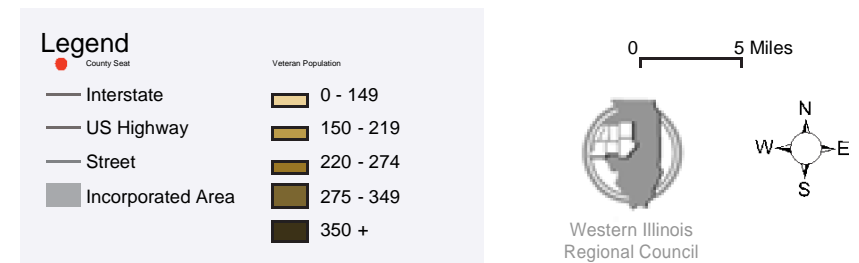 Legend
County Seat
Veteran Population
Interstate
0 - 149
US Highway
150 - 219
Street
220 - 274
Incorporated Area
275 - 349
350 +
0 5 Miles
N
W E
S
Western Illinois
Regional Council